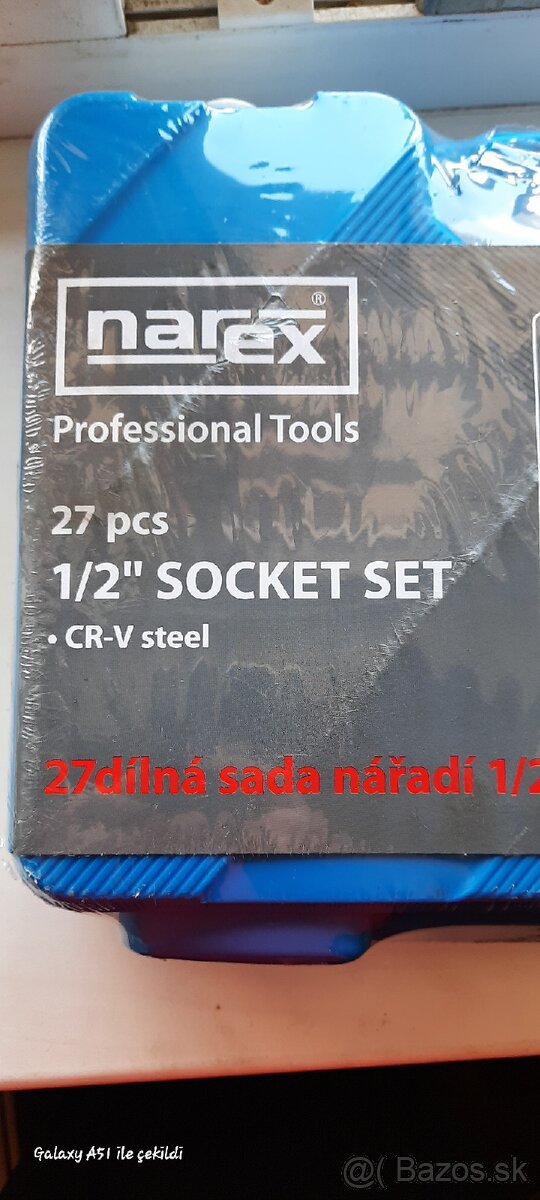 narex®
Professional Tools
27 pcs
1/2" SOCKET SET
• CR-V steel
27dílná sada nářadí 1/2
Galaxy A51 ile çekildi
@( Bazos.sk